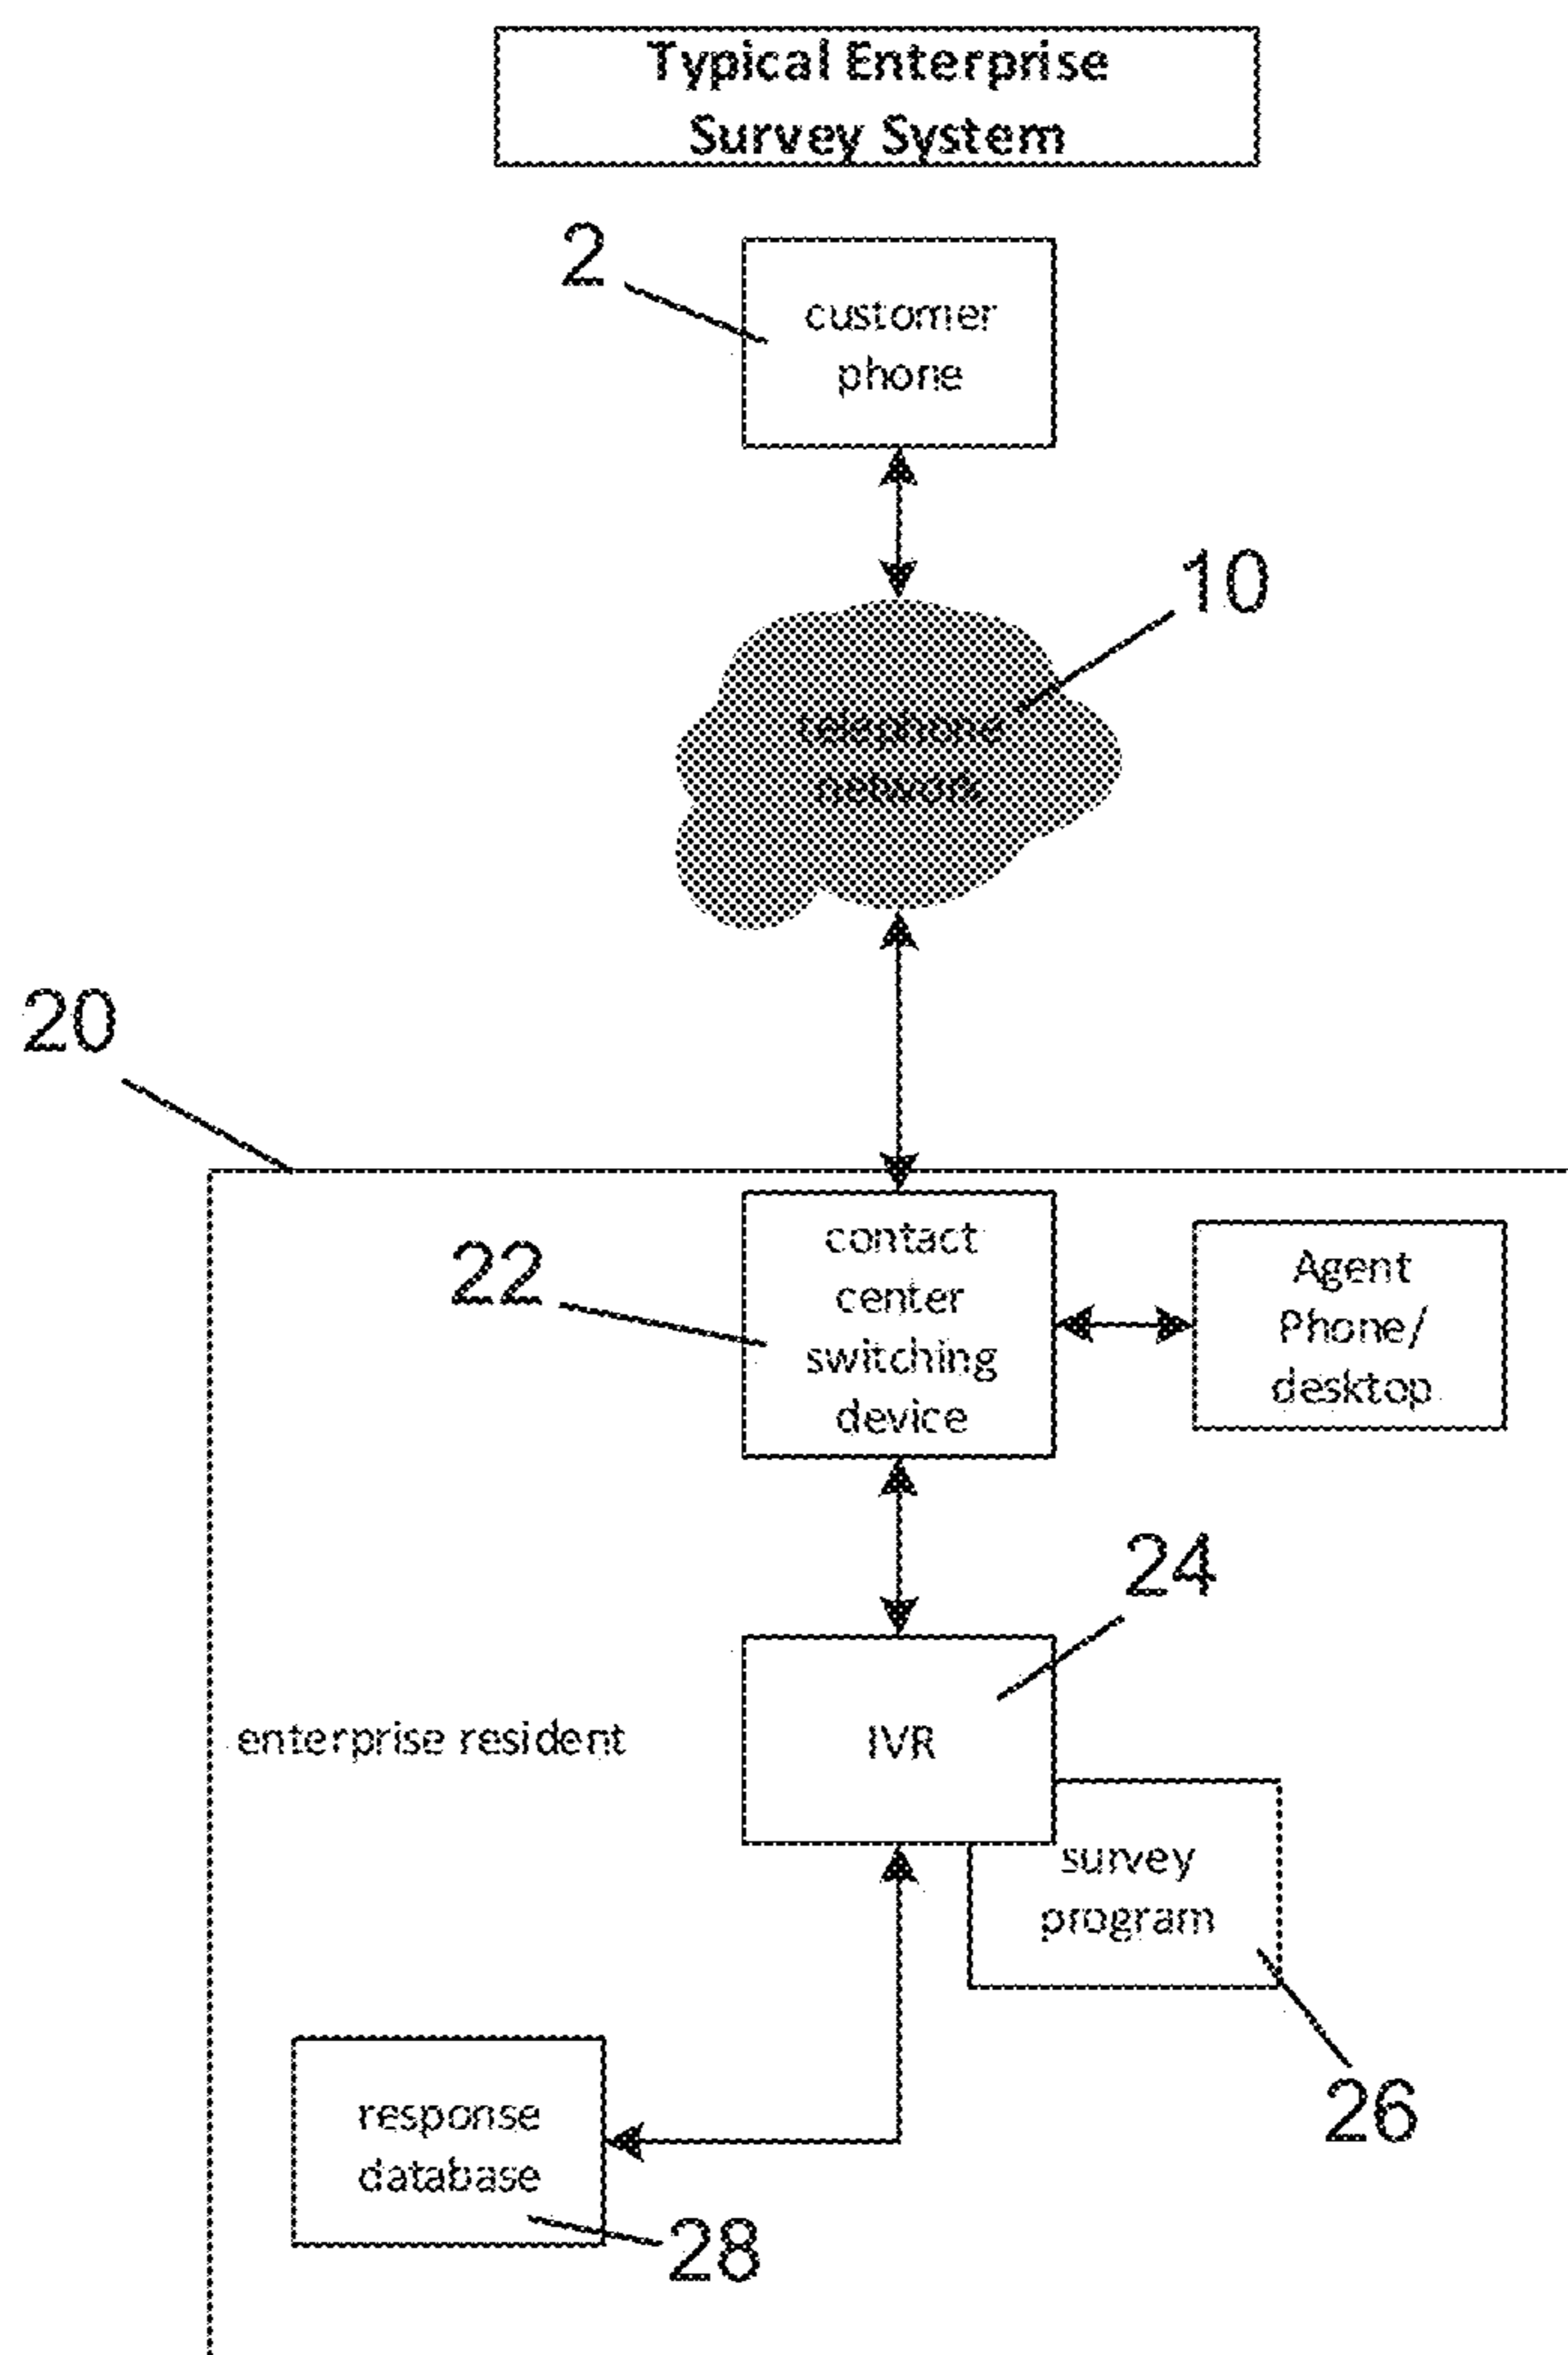 Typical Enterprise
Survey System
2
customer
phone
10
telephone
network
20
22
contact
center
switching
device
Agent
Phone/
desktop
24
enterprise resident
IVR
survey
program
26
response
database
28